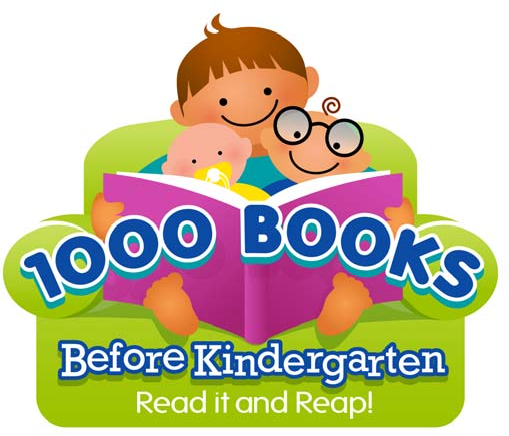 1000 BOOKS
Before Kindergarten
Read it and Reap!